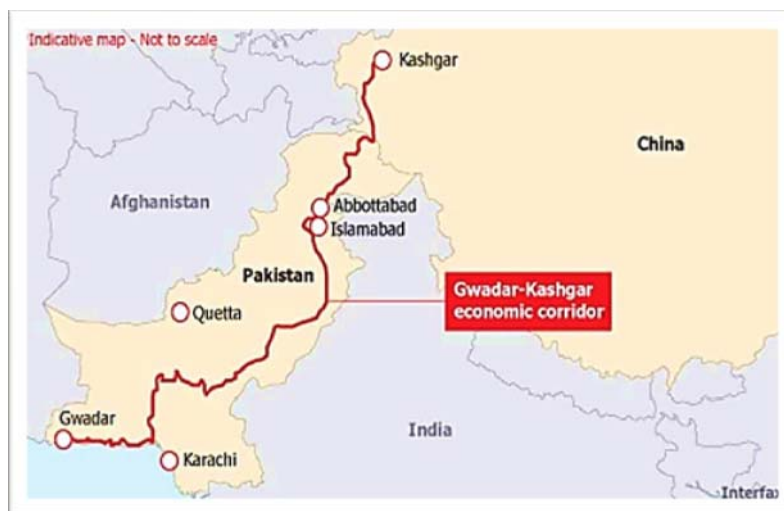 Indicative map - Not to scale
Kashgar
China
Abbottabad
Afghanistan
Islamabad
Pakistan
Gwadar-Kashgar
economic corridor
Quetta
Gwadar
India
Karachi
Interfax